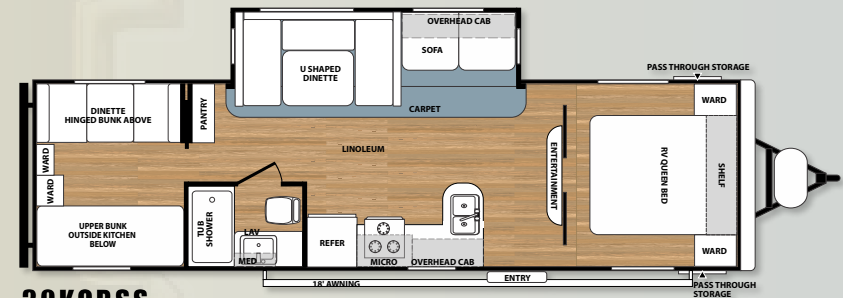 OVERHEAD CAB
SOFA
U SHAPED
DINETTE
PASS THROUGH STORAGE
DINETTE
HINGED BUNK ABOVE
PANTRY
CARPET
WARD
LINOLEUM
ENTERTAINMENT
RV QUEEN BED
SHELF
WARD
WARD
UPPER BUNK
OUTSIDE KITCHEN
BELOW
TUB
SHOWER
LAV
MED
REFER
MICRO
OVERHEAD CAB
WARD
ENTRY
18' AWNING
PASS THROUGH
STORAGE